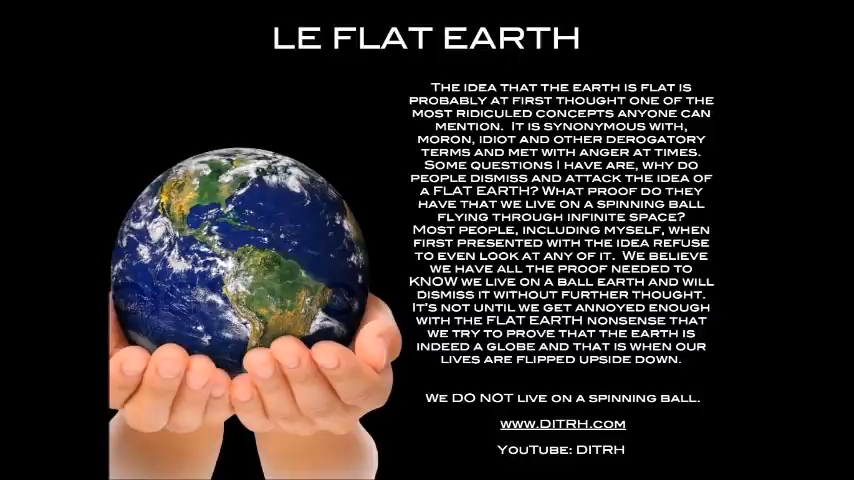 LE FLAT EARTH
THE IDEA THAT THE EARTH IS FLAT IS
PROBABLY AT FIRST THOUGHT ONE OF THE
MOST RIDICULED CONCEPTS ANYONE CAN
MENTION. IT IS SYNONYMOUS WITH,
MORON, IDIOT AND OTHER DEROGATORY
TERMS AND MET WITH ANGER AT TIMES.
SOME QUESTIONS I HAVE ARE, WHY DO
PEOPLE DISMISS AND ATTACK THE IDEA OF
A FLAT EARTH? WHAT PROOF DO THEY
HAVE THAT WE LIVE ON A SPINNING BALL
FLYING THROUGH INFINITE SPACE?
MOST PEOPLE, INCLUDING MYSELF, WHEN
FIRST PRESENTED WITH THE IDEA REFUSE
TO EVEN LOOK AT ANY OF IT. WE BELIEVE
WE HAVE ALL THE PROOF NEEDED TO
KNOW WE LIVE ON A BALL EARTH AND WILL
DISMISS IT WITHOUT FURTHER THOUGHT.
IT'S NOT UNTIL WE GET ANNOYED ENOUGH
WITH THE FLAT EARTH NONSENSE THAT
WE TRY TO PROVE THAT THE EARTH IS
INDEED A GLOBE AND THAT IS WHEN OUR
LIVES ARE FLIPPED UPSIDE DOWN.
WE DO NOT LIVE ON A SPINNING BALL.
WWW.DITRH.COM
YOUTUBE: DITRH